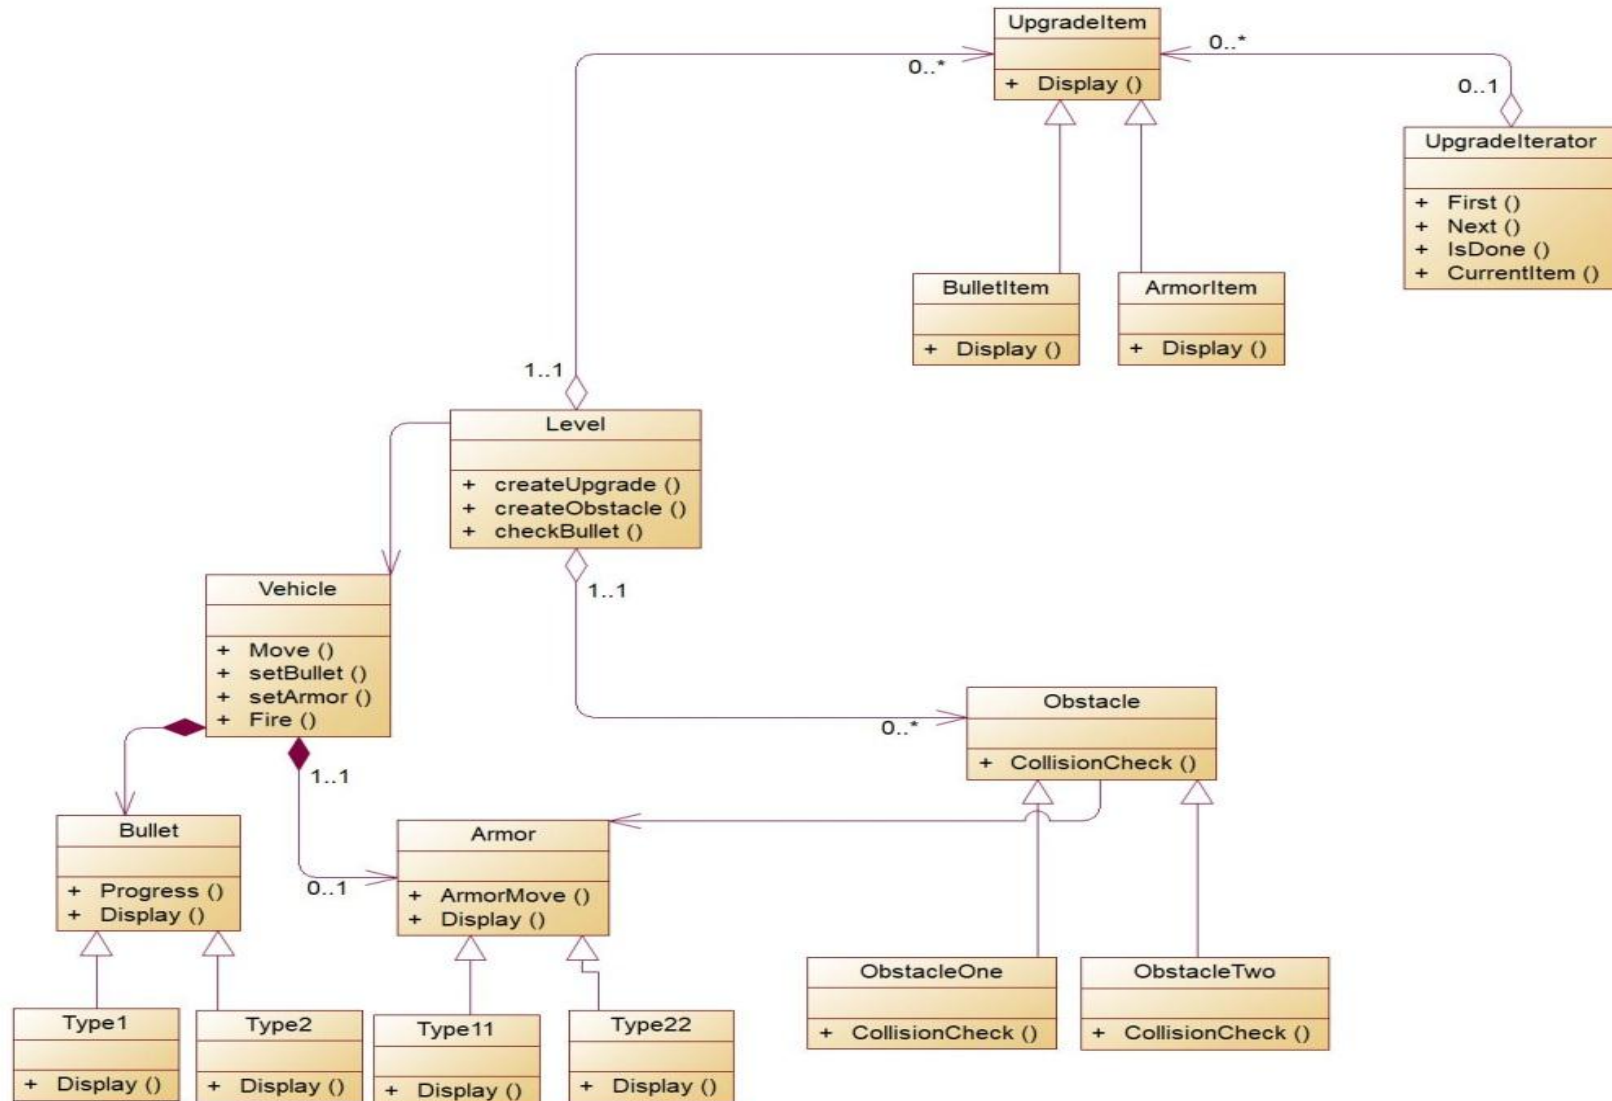 UpgradeItem
+ Display ()
0..*
0..*
0..1
UpgradeIterator
+ First ()
+ Next ()
+ IsDone ()
+ CurrentItem ()
BulletItem
+ Display ()
ArmorItem
+ Display ()
1..1
Level
+ createUpgrade ()
+ createObstacle ()
+ checkBullet ()
1..1
Vehicle
+ Move ()
+ setBullet ()
+ setArmor ()
+ Fire ()
1..1
0..*
Obstacle
+ CollisionCheck ()
Bullet
+ Progress ()
+ Display ()
0..1
Armor
+ ArmorMove ()
+ Display ()
ObstacleOne
+ CollisionCheck ()
ObstacleTwo
+ CollisionCheck ()
Type1
+ Display ()
Type2
+ Display ()
Type11
+ Display ()
Type22
+ Display ()